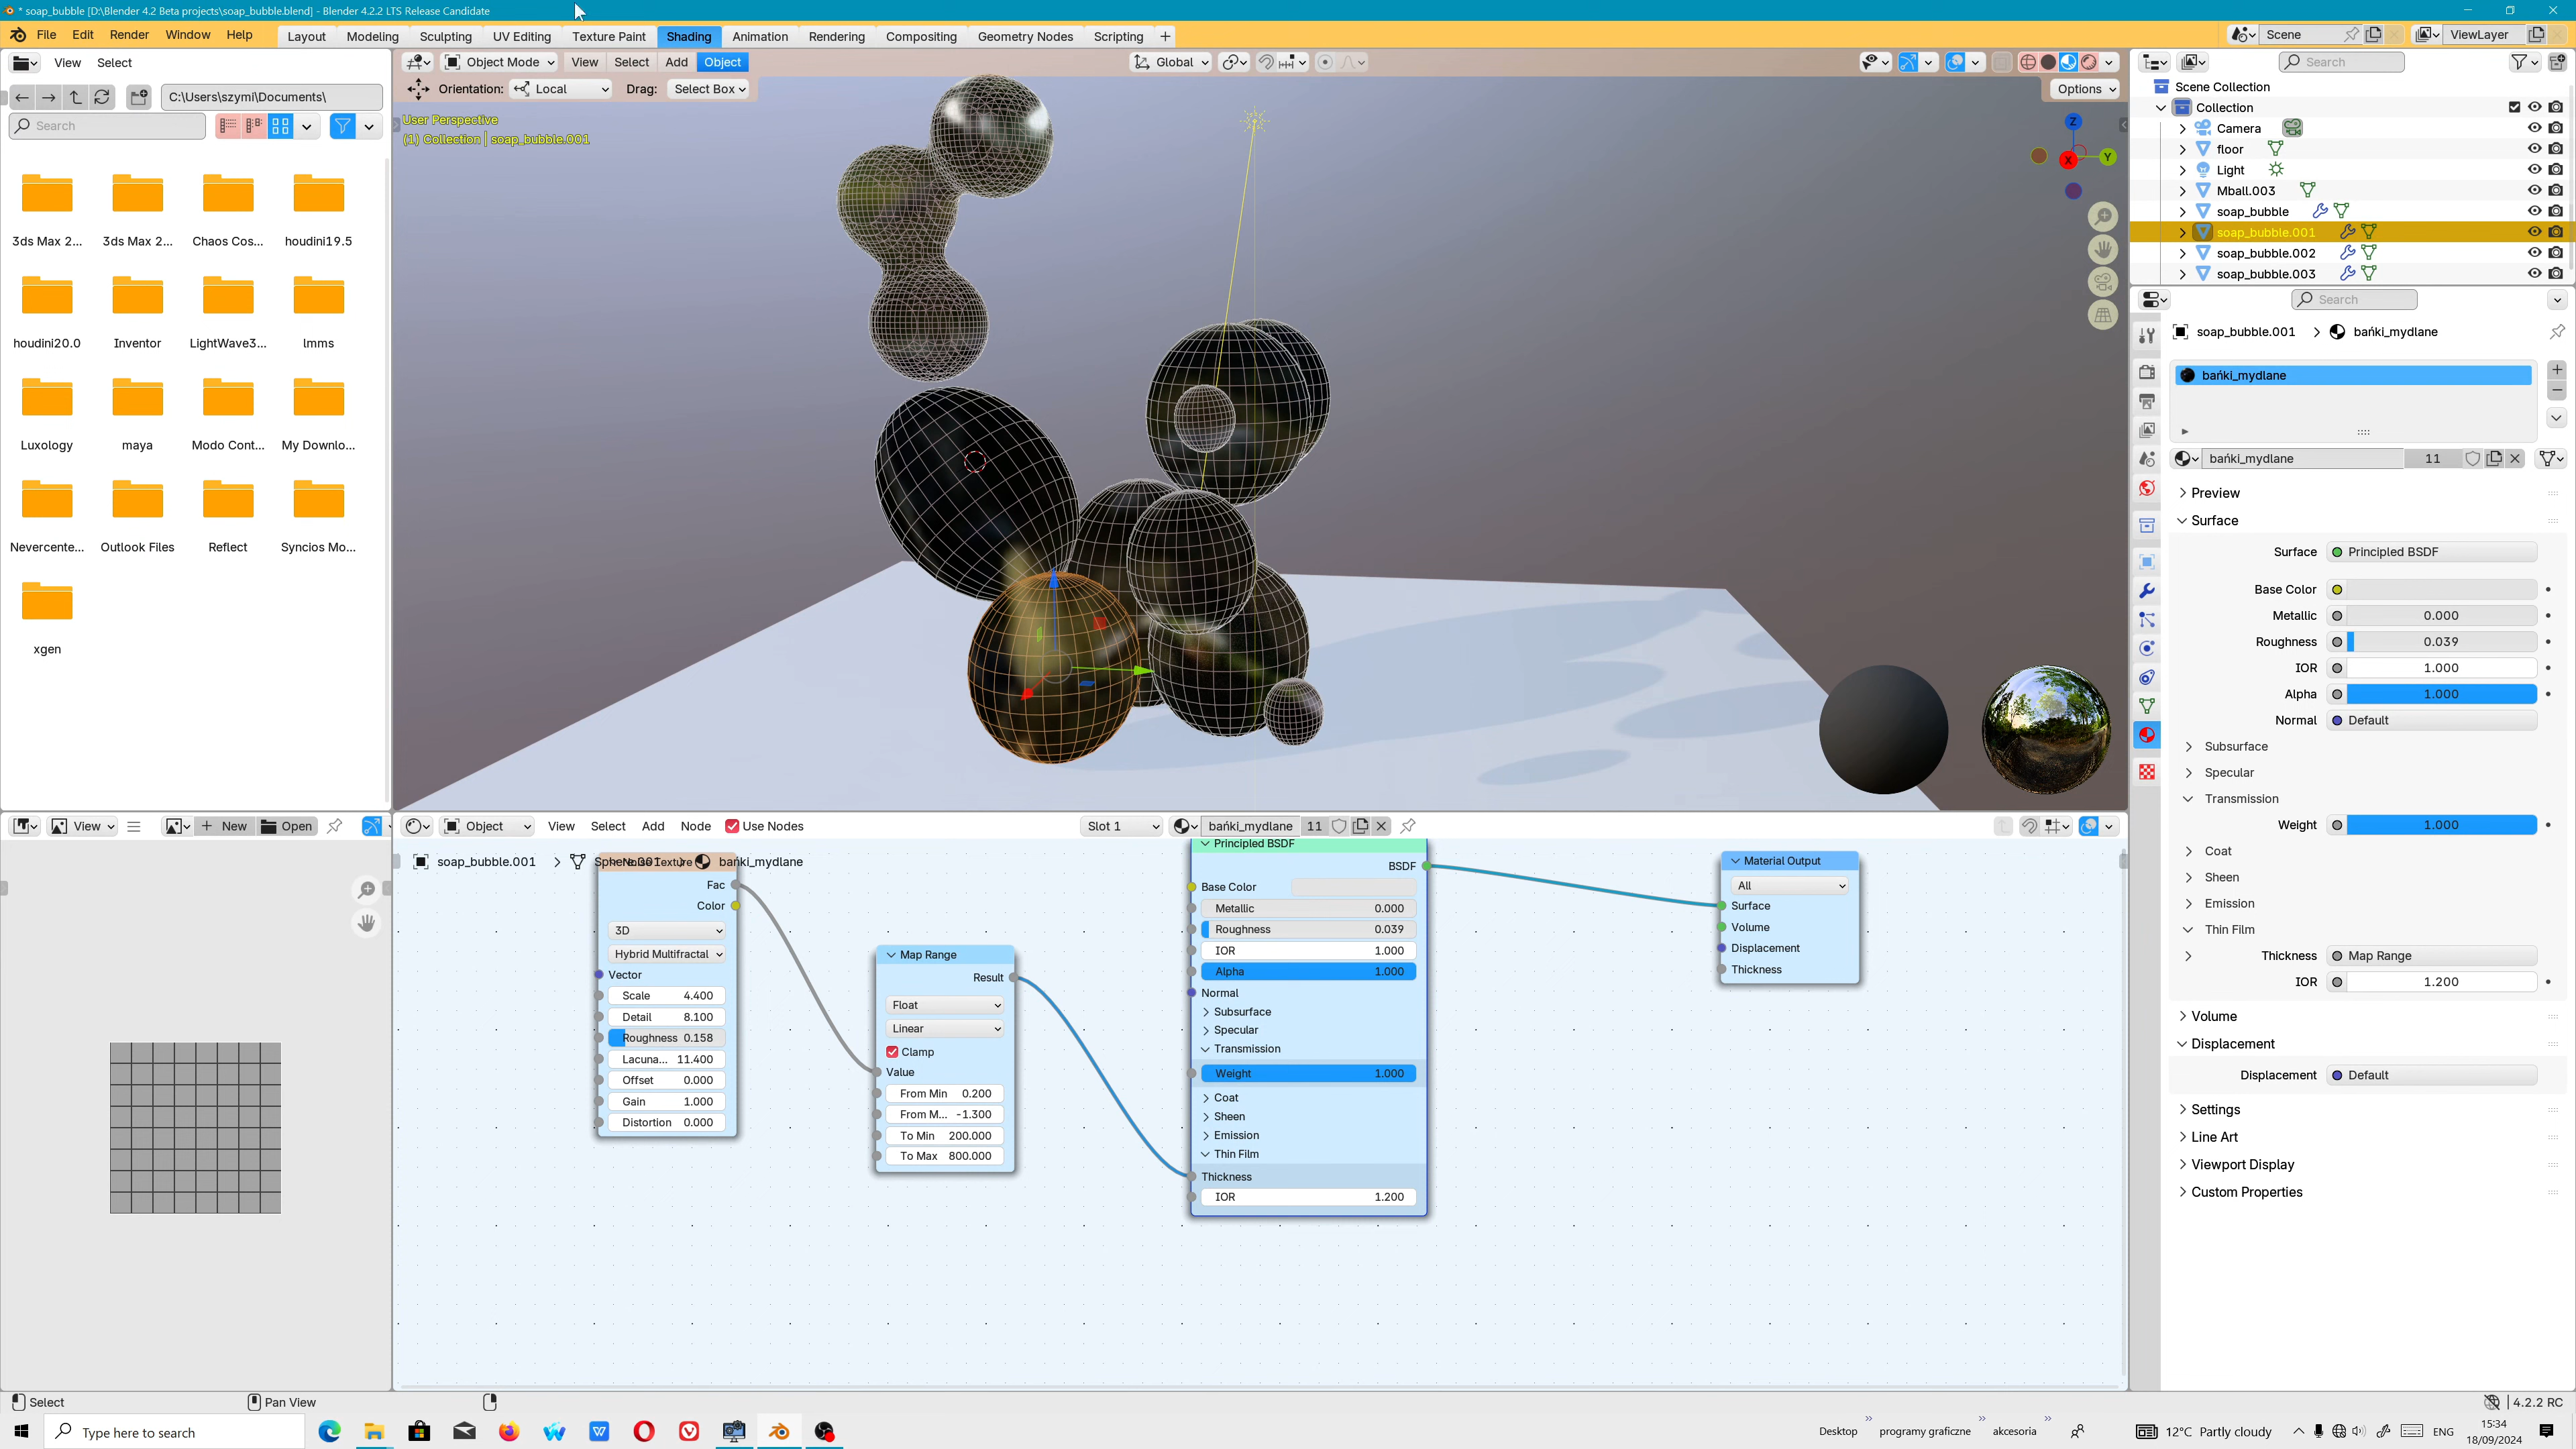 * soap_bubble [D:\Blender 4.2 Beta projects\soap_bubble.blend] - Blender 4.2.2 LTS Release Candidate
File Edit Render Window Help Layout Modeling Sculpting UV Editing Texture Paint Shading Animation Rendering Compositing Geometry Nodes Scripting + Scene ViewLayer
View Select
Object Mode View Select Add Object Global
Search
C:\Users\szymi\Documents\
Orientation: Local Drag: Select Box Options
Search
User Perspective
(1) Collection | soap_bubble.001
Z
Y
X
3ds Max 2... 3ds Max 2... Chaos Cos... houdini19.5
houdini20.0 Inventor LightWave3... lmms
Luxology maya Modo Cont... My Downlo...
Nevercente... Outlook Files Reflect Syncios Mo...
xgen
Scene Collection
Collection
Camera
floor
Light
Mball.003
soap_bubble
soap_bubble.001
soap_bubble.002
soap_bubble.003
Search
soap_bubble.001 > bańki_mydlane
bańki_mydlane
bańki_mydlane 11
Preview
Surface
Surface Principled BSDF
Base Color
Metallic 0.000
Roughness 0.039
IOR 1.000
Alpha 1.000
Normal Default
Subsurface
Specular
Transmission
Weight 1.000
Coat
Sheen
Emission
Thin Film
Thickness Map Range
IOR 1.200
Volume
Displacement
Displacement Default
Settings
Line Art
Viewport Display
Custom Properties
View New Open
Object View Select Add Node Use Nodes Slot 1 bańki_mydlane 11
soap_bubble.001 > Sphere.001 > bańki_mydlane
Noise Texture
Fac
Color
3D
Hybrid Multifractal
Vector
Scale 4.400
Detail 8.100
Roughness 0.158
Lacuna... 11.400
Offset 0.000
Gain 1.000
Distortion 0.000
Map Range
Result
Float
Linear
Clamp
Value
From Min 0.200
From M... -1.300
To Min 200.000
To Max 800.000
Principled BSDF
BSDF
Base Color
Metallic 0.000
Roughness 0.039
IOR 1.000
Alpha 1.000
Normal
Subsurface
Specular
Transmission
Weight 1.000
Coat
Sheen
Emission
Thin Film
Thickness
IOR 1.200
Material Output
All
Surface
Volume
Displacement
Thickness
Select Pan View 4.2.2 RC
Type here to search
Desktop programy graficzne akcesoria
12°C Partly cloudy
ENG
15:34
18/09/2024